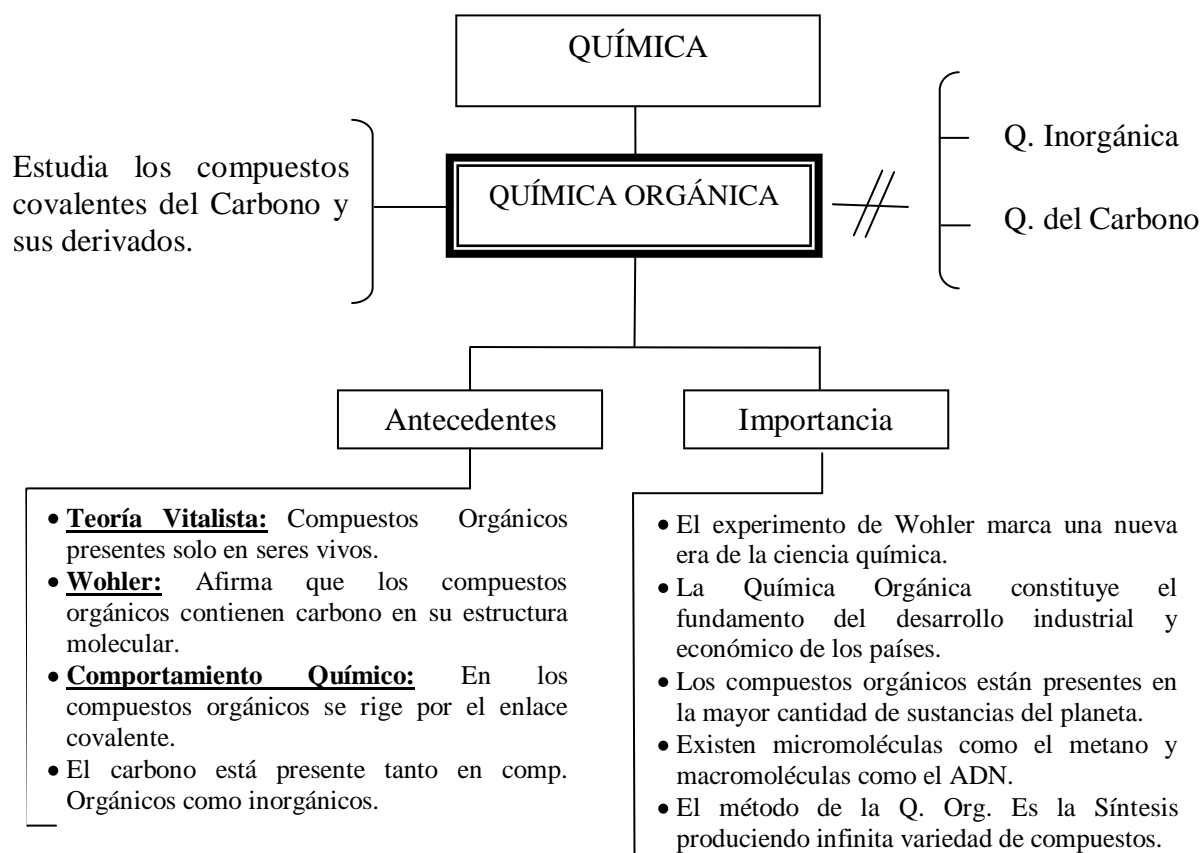 QUÍMICA
Estudia los compuestos
covalentes del Carbono y
sus derivados.
QUÍMICA ORGÁNICA
Q. Inorgánica
Q. del Carbono
Antecedentes
• Teoría Vitalista: Compuestos Orgánicos
presentes solo en seres vivos.
• Wohler: Afirma que los compuestos
orgánicos contienen carbono en su estructura
molecular.
• Comportamiento Químico: En los
compuestos orgánicos se rige por el enlace
covalente.
• El carbono está presente tanto en comp.
Orgánicos como inorgánicos.
Importancia
• El experimento de Wohler marca una nueva
era de la ciencia química.
• La Química Orgánica constituye el
fundamento del desarrollo industrial y
económico de los países.
• Los compuestos orgánicos están presentes en
la mayor cantidad de sustancias del planeta.
• Existen micromoléculas como el metano y
macromoléculas como el ADN.
• El método de la Q. Org. Es la Síntesis
produciendo infinita variedad de compuestos.